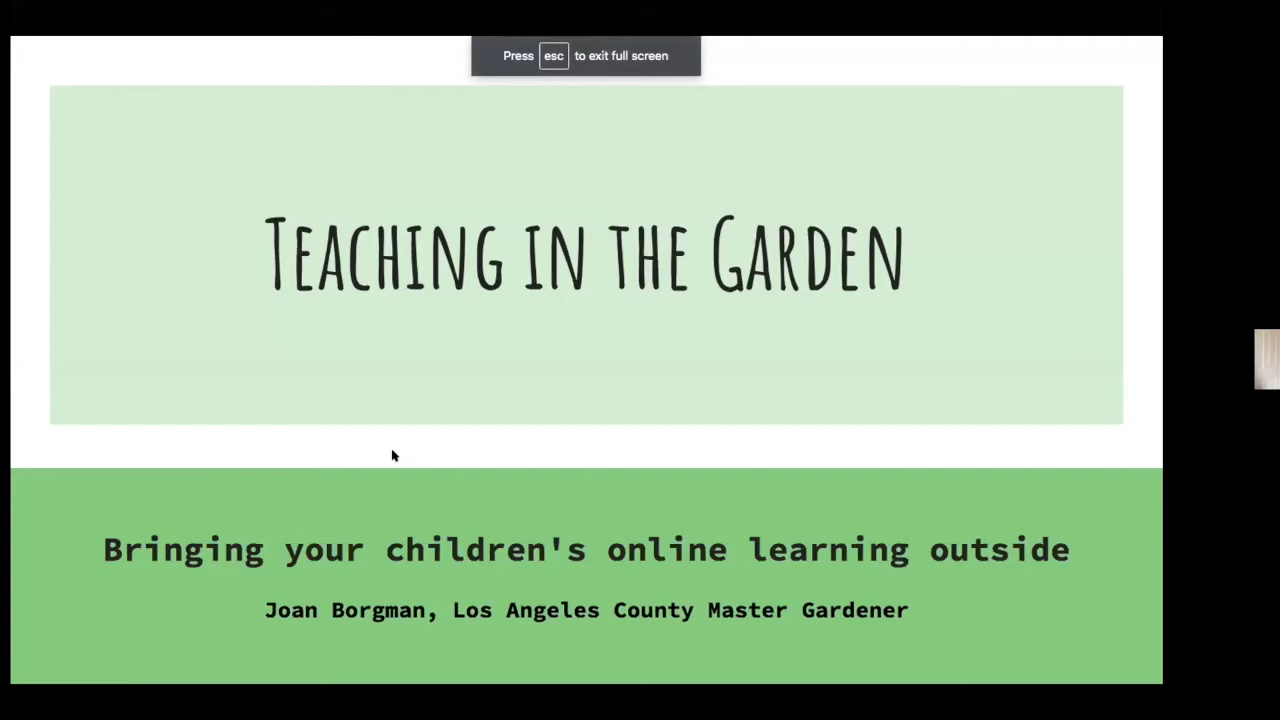 Press esc to exit full screen
Teaching in the Garden
Bringing your children's online learning outside
Joan Borgman, Los Angeles County Master Gardener